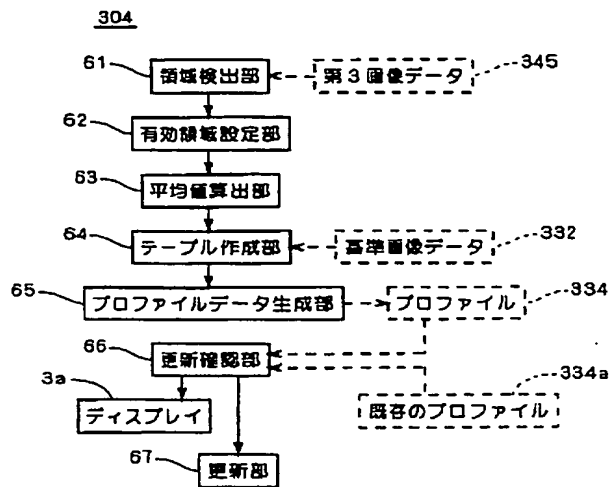 304
61 領域検出部 第3画像データ 345
62 有効領域設定部
63 平均値算出部
64 テーブル作成部 基準画像データ 332
65 プロファイルデータ生成部 プロファイル 334
66 更新確認部
3a ディスプレイ 334a
既存のプロファイル
67 更新部